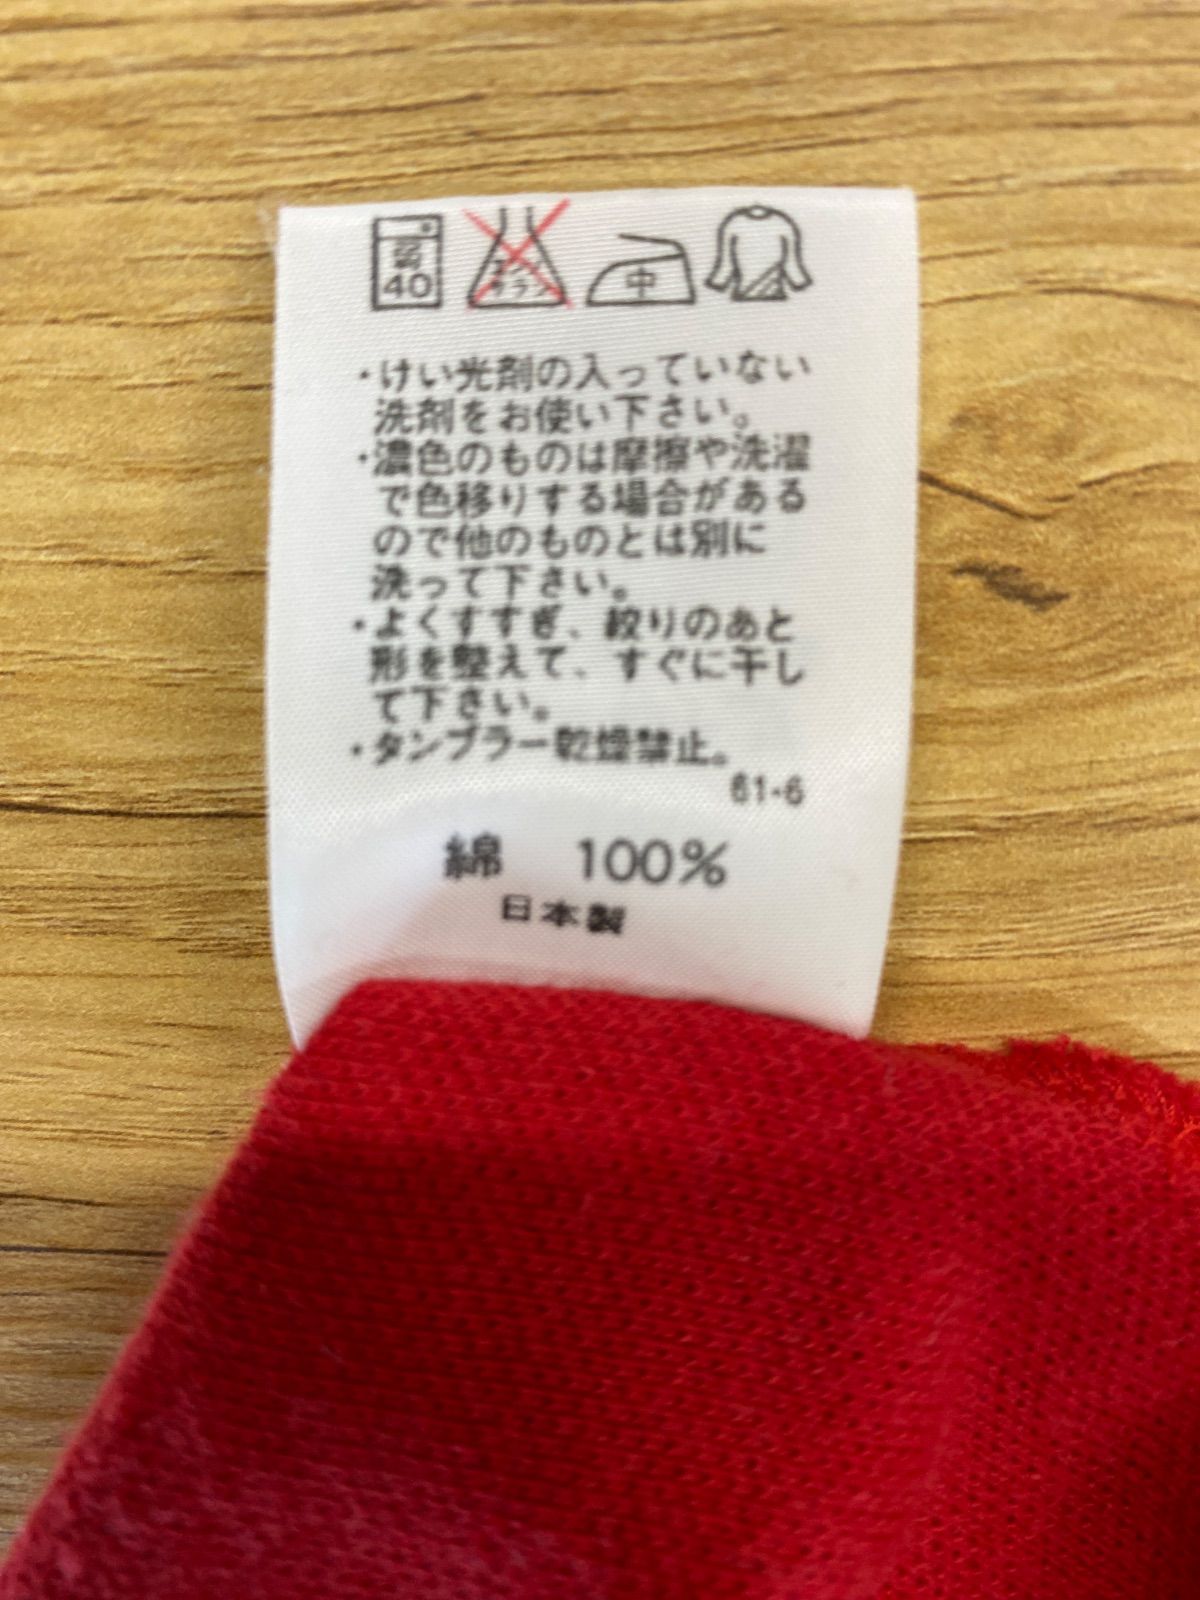 弱
40
エンソ
サラシ
中
・けい光剤の入っていない
洗剤をお使い下さい。
・濃色のものは摩擦や洗濯
で色移りする場合がある
ので他のものとは別に
洗って下さい。
・よくすすぎ、絞りのあと
形を整えて、すぐに干し
て下さい。
・タンブラー乾燥禁止。
61-6
綿 100%
日本製